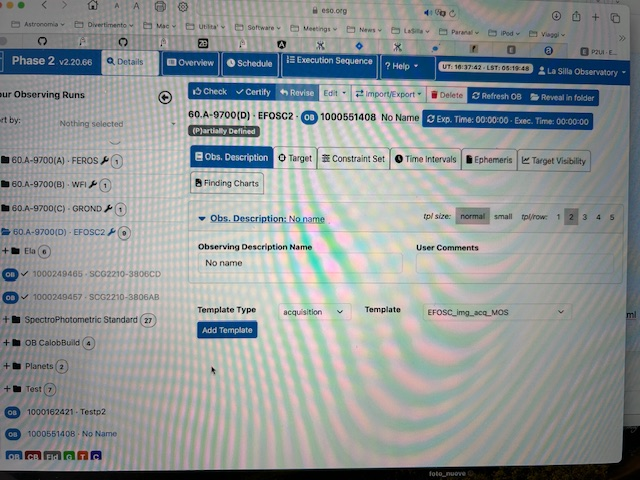 eso.org
Astronomia Divertimento Mac Utilita' Software Meetings News LaSilla Paratal iPod Viaggi
P2UI - E...
Phase 2 v2.20.66 Details Overview Schedule Execution Sequence Help UT: 16:37:42 - LST: 05:19:46 La Silla Observatory
our Observing Runs
Check Certify Revise Edit Import/Export Delete Refresh OB Reveal in folder
60.A-9700(D) · EFOSC2 · OB 1000551408 No Name Exp. Time: 00:00:00 - Exec. Time: 00:00:00
ort by: Nothing selected
(P)artially Defined
60.A-9700(A) · FEROS 1
Obs. Description Target Constraint Set Time Intervals Ephemeris Target Visibility
60.A-9700(B) · WFI 1
Finding Charts
60.A-9700(C) · GROND 1
60.A-9700(D) · EFOSC2 9
Obs. Description: No name tpl size: normal small tpl/row: 1 2 3 4 5
Ela 6
Observing Description Name User Comments
No name
OB 1000249465 - SCG2210-3806CD
OB 1000249457 - SCG2210-3806AB
Template Type acquisition Template EFOSC_img_acq_MOS
SpectroPhotometric Standard 27
Add Template
OB CalobBuild 4
Planets 2
Test 7
OB 1000162421 · Testp2
OB 1000551408 · No Name
OB CB Fld G T C
foto_nuove